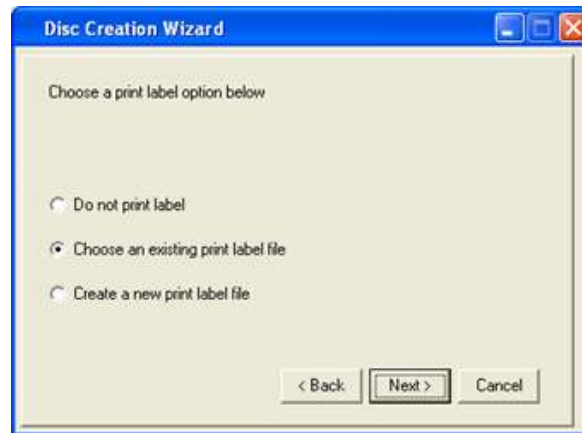 Disc Creation Wizard
Choose a print label option below
Do not print label
Choose an existing print label file
Create a new print label file
< Back Next > Cancel